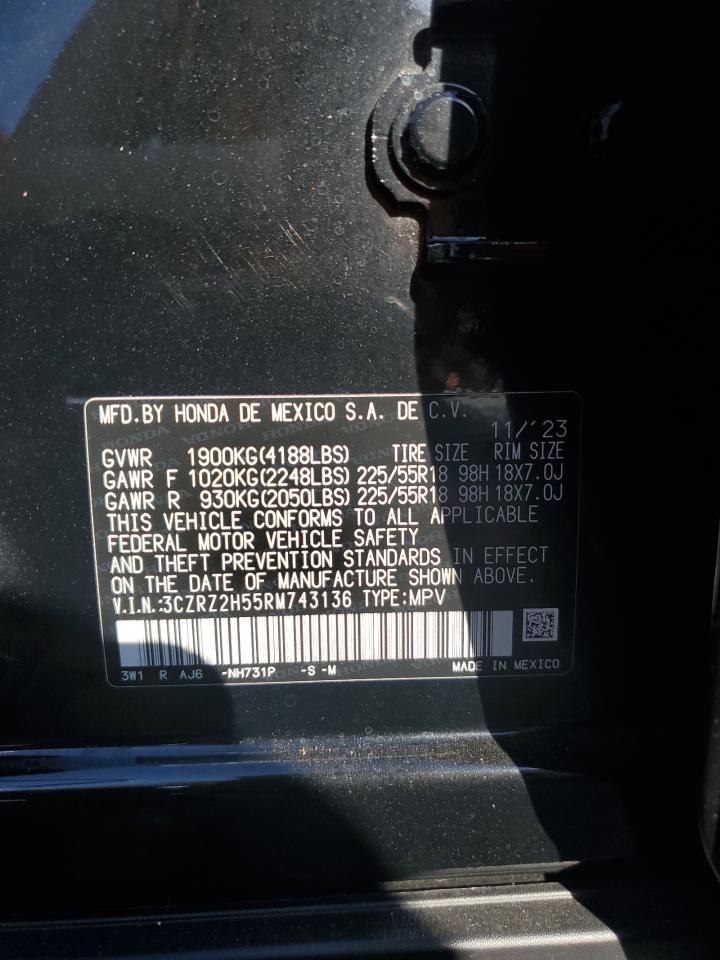 MFD.BY HONDA DE MEXICO S.A. DE C.V.
11/'23
GVWR 1900KG(4188LBS) TIRE SIZE RIM SIZE
GAWR F 1020KG(2248LBS) 225/55R18 98H 18X7.0J
GAWR R 930KG(2050LBS) 225/55R18 98H 18X7.0J
THIS VEHICLE CONFORMS TO ALL APPLICABLE
FEDERAL MOTOR VEHICLE SAFETY
AND THEFT PREVENTION STANDARDS IN EFFECT
ON THE DATE OF MANUFACTURE SHOWN ABOVE.
V.I.N.:3CZRZ2H55RM743136 TYPE:MPV
3W1 R AJ6 -NH731P -S -M MADE IN MEXICO